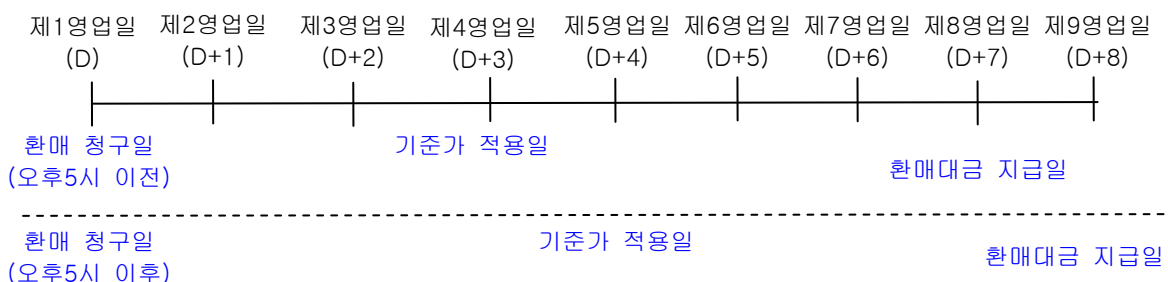 제1영업일 제2영업일 제3영업일 제4영업일 제5영업일 제6영업일 제7영업일 제8영업일 제9영업일
(D) (D+1) (D+2) (D+3) (D+4) (D+5) (D+6) (D+7) (D+8)
환매 청구일 기준가 적용일
(오후5시 이전) 환매대금 지급일
환매 청구일 기준가 적용일
(오후5시 이후) 환매대금 지급일